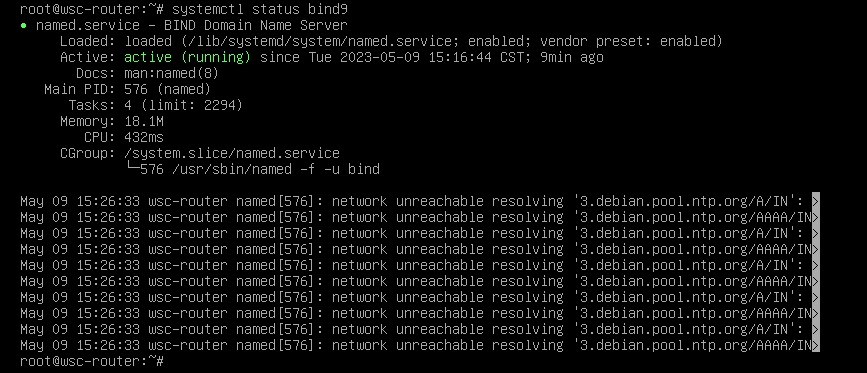 root@wsc-router:~# systemctl status bind9
● named.service - BIND Domain Name Server
Loaded: loaded (/lib/systemd/system/named.service; enabled; vendor preset: enabled)
Active: active (running) since Tue 2023-05-09 15:16:44 CST; 9min ago
Docs: man:named(8)
Main PID: 576 (named)
Tasks: 4 (limit: 2294)
Memory: 18.1M
CPU: 432ms
CGroup: /system.slice/named.service
└─576 /usr/sbin/named -f -u bind
May 09 15:26:33 wsc-router named[576]: network unreachable resolving '3.debian.pool.ntp.org/A/IN': >
May 09 15:26:33 wsc-router named[576]: network unreachable resolving '3.debian.pool.ntp.org/AAAA/IN>
May 09 15:26:33 wsc-router named[576]: network unreachable resolving '3.debian.pool.ntp.org/A/IN': >
May 09 15:26:33 wsc-router named[576]: network unreachable resolving '3.debian.pool.ntp.org/AAAA/IN>
May 09 15:26:33 wsc-router named[576]: network unreachable resolving '3.debian.pool.ntp.org/A/IN': >
May 09 15:26:33 wsc-router named[576]: network unreachable resolving '3.debian.pool.ntp.org/AAAA/IN>
May 09 15:26:33 wsc-router named[576]: network unreachable resolving '3.debian.pool.ntp.org/A/IN': >
May 09 15:26:33 wsc-router named[576]: network unreachable resolving '3.debian.pool.ntp.org/AAAA/IN>
May 09 15:26:33 wsc-router named[576]: network unreachable resolving '3.debian.pool.ntp.org/A/IN': >
May 09 15:26:33 wsc-router named[576]: network unreachable resolving '3.debian.pool.ntp.org/AAAA/IN>
root@wsc-router:~#